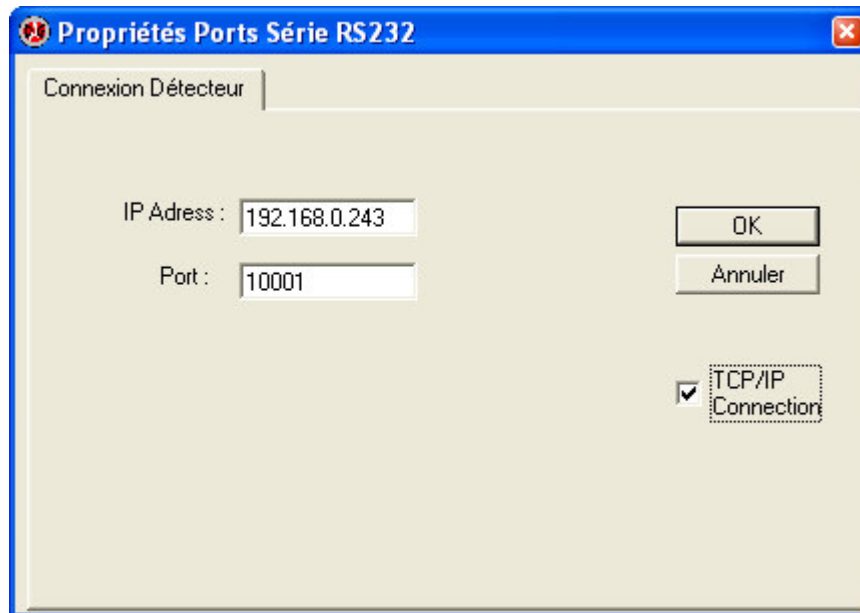 Propriétés Ports Série RS232
Connexion Détecteur
IP Adress :
192.168.0.243
OK
Port :
10001
Annuler
TCP/IP
Connection